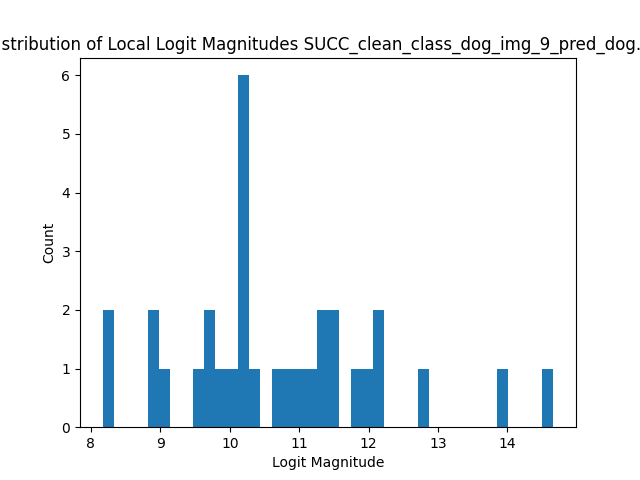 stribution of Local Logit Magnitudes SUCC_clean_class_dog_img_9_pred_dog.
6
5
4
3
2
1
0
Count
8 9 10 11 12 13 14
Logit Magnitude